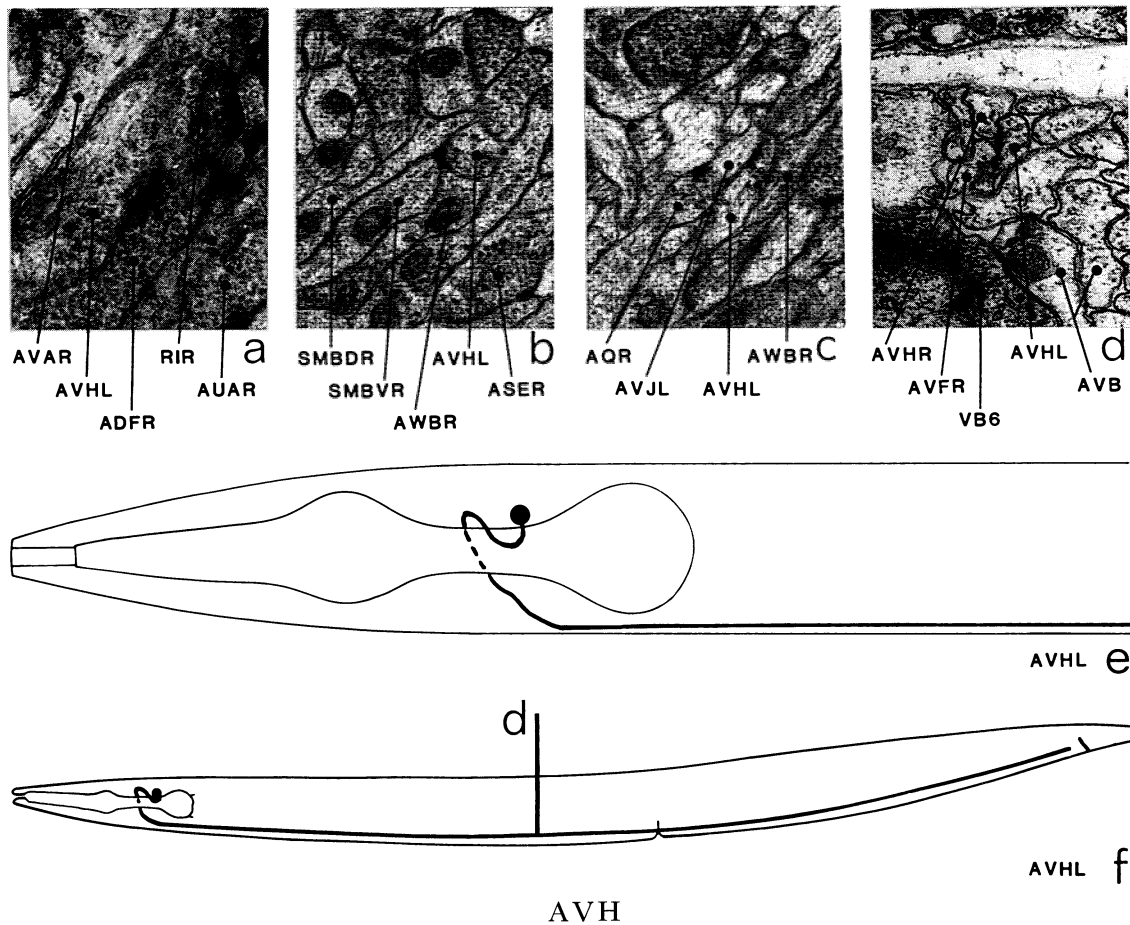 AVAR RIR a
AVHL AUAR
ADFR
SMBDR AVHL b
SMBVR ASER
AWBR
AQR AWBR c
AVJL AVHL
AVHR AVHL d
AVFR AVB
VB6
AVHL e
d
AVHL f
AVH